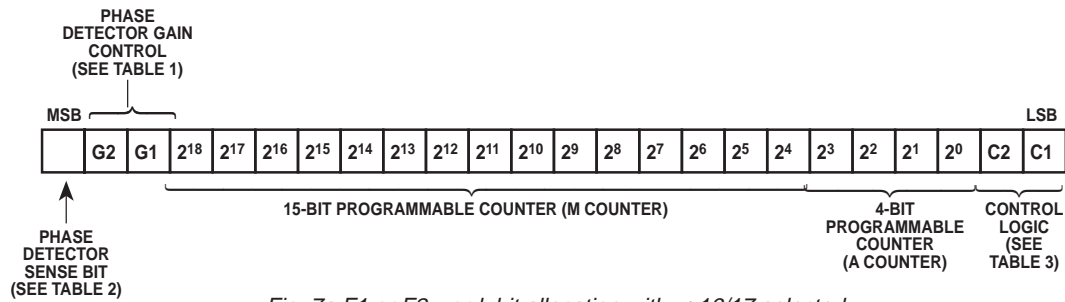 PHASE
DETECTOR GAIN
CONTROL
(SEE TABLE 1)
MSB
LSB
G2 G1 2¹⁸ 2¹⁷ 2¹⁶ 2¹⁵ 2¹⁴ 2¹³ 2¹² 2¹¹ 2¹⁰ 2⁹ 2⁸ 2⁷ 2⁶ 2⁵ 2⁴ 2³ 2² 2¹ 2⁰ C2 C1
15-BIT PROGRAMMABLE COUNTER (M COUNTER)
4-BIT
PROGRAMMABLE
COUNTER
(A COUNTER)
CONTROL
LOGIC
(SEE
TABLE 3)
PHASE
DETECTOR
SENSE BIT
(SEE TABLE 2)